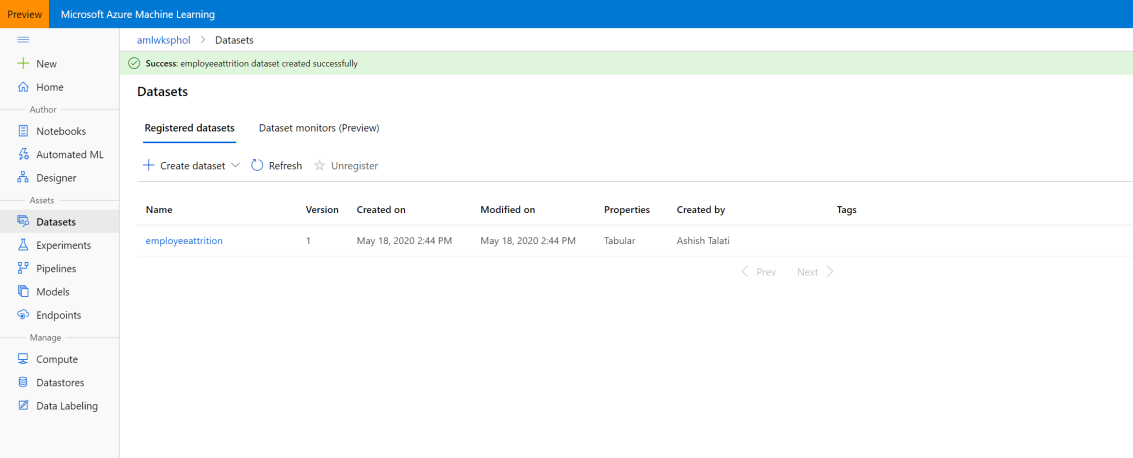 Preview Microsoft Azure Machine Learning
amlwksphol > Datasets
Success: employeeattrition dataset created successfully
New
Home
Author
Notebooks
Automated ML
Designer
Assets
Datasets
Experiments
Pipelines
Models
Endpoints
Manage
Compute
Datastores
Data Labeling
Datasets
Registered datasets Dataset monitors (Preview)
Create dataset Refresh Unregister
Name Version Created on Modified on Properties Created by Tags
employeeattrition 1 May 18, 2020 2:44 PM May 18, 2020 2:44 PM Tabular Ashish Talati
Prev Next